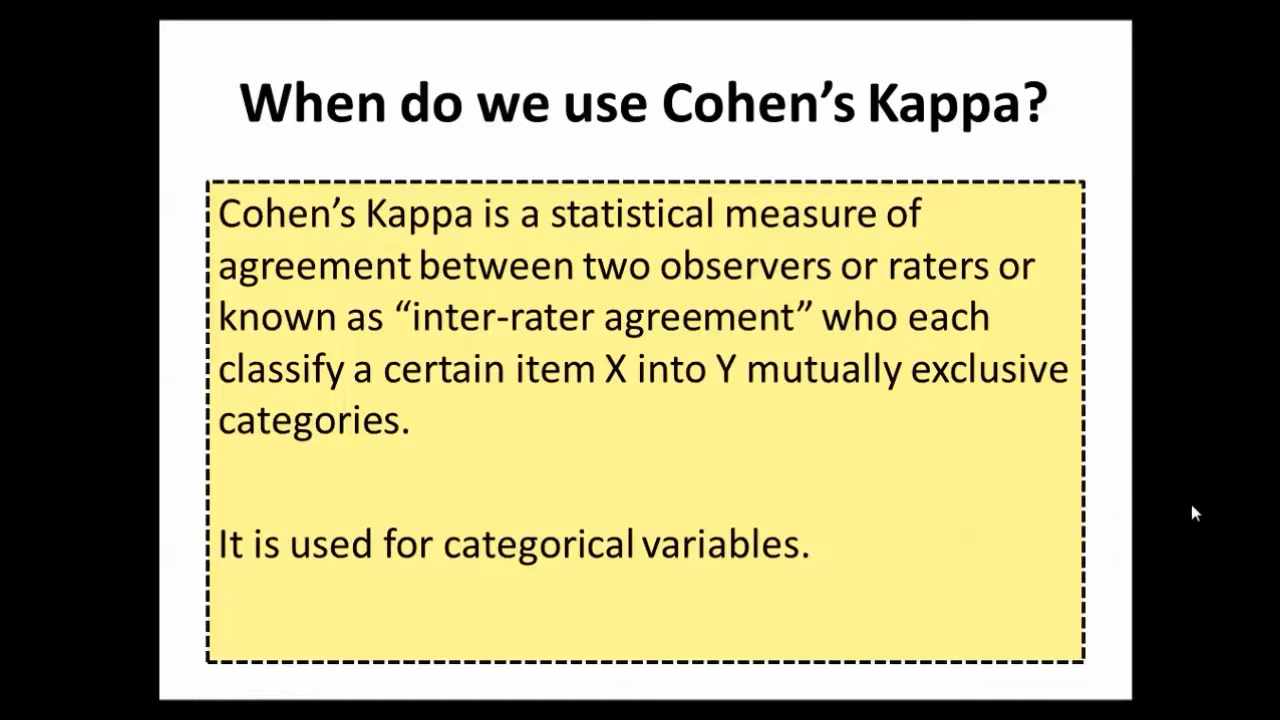 When do we use Cohen’s Kappa?
Cohen’s Kappa is a statistical measure of
agreement between two observers or raters or
known as “inter-rater agreement” who each
classify a certain item X into Y mutually exclusive
categories.
It is used for categorical variables.